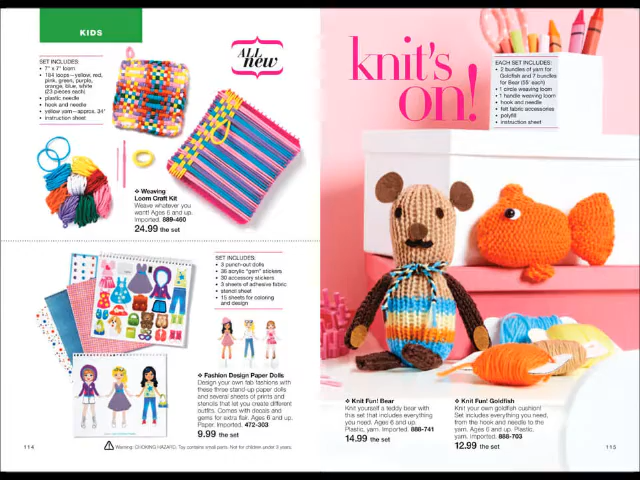 KIDS
SET INCLUDES:
• 7" x 7" loom
• 184 loops—yellow, red,
pink, green, purple,
orange, blue, white
(23 pieces each)
• plastic needle
• hook and needle
• yellow yarn—approx. 34"
• instruction sheet
ALL
new
❖ Weaving
Loom Craft Kit
Weave whatever you
want! Ages 6 and up.
Imported. 889-460
24.99 the set
SET INCLUDES:
• 3 punch-out dolls
• 36 acrylic "gem" stickers
• 30 accessory stickers
• 3 sheets of adhesive fabric
• stencil sheet
• 15 sheets for coloring
and design
❖ Fashion Design Paper Dolls
Design your own fab fashions with
these three stand-up paper dolls
and several sheets of prints and
stencils that let you create different
outfits. Comes with decals and
gems for extra flair. Ages 6 and up.
Paper. Imported. 472-303
9.99 the set
114
Warning: CHOKING HAZARD. Toy contains small parts. Not for children under 3 years.
knit's
on!
EACH SET INCLUDES:
• 2 bundles of yarn for
Goldfish and 7 bundles
for Bear (55' each)
• 1 circle weaving loom
• 1 handle weaving loom
• hook and needle
• felt fabric accessories
• polyfill
• instruction sheet
❖ Knit Fun! Bear
Knit yourself a teddy bear with
this set that includes everything
you need. Ages 6 and up.
Plastic, yarn. Imported. 888-741
14.99 the set
❖ Knit Fun! Goldfish
Knit your own goldfish cushion!
Set includes everything you need,
from the hook and needle to the
yarn. Ages 6 and up. Plastic,
yarn. Imported. 888-703
12.99 the set
115